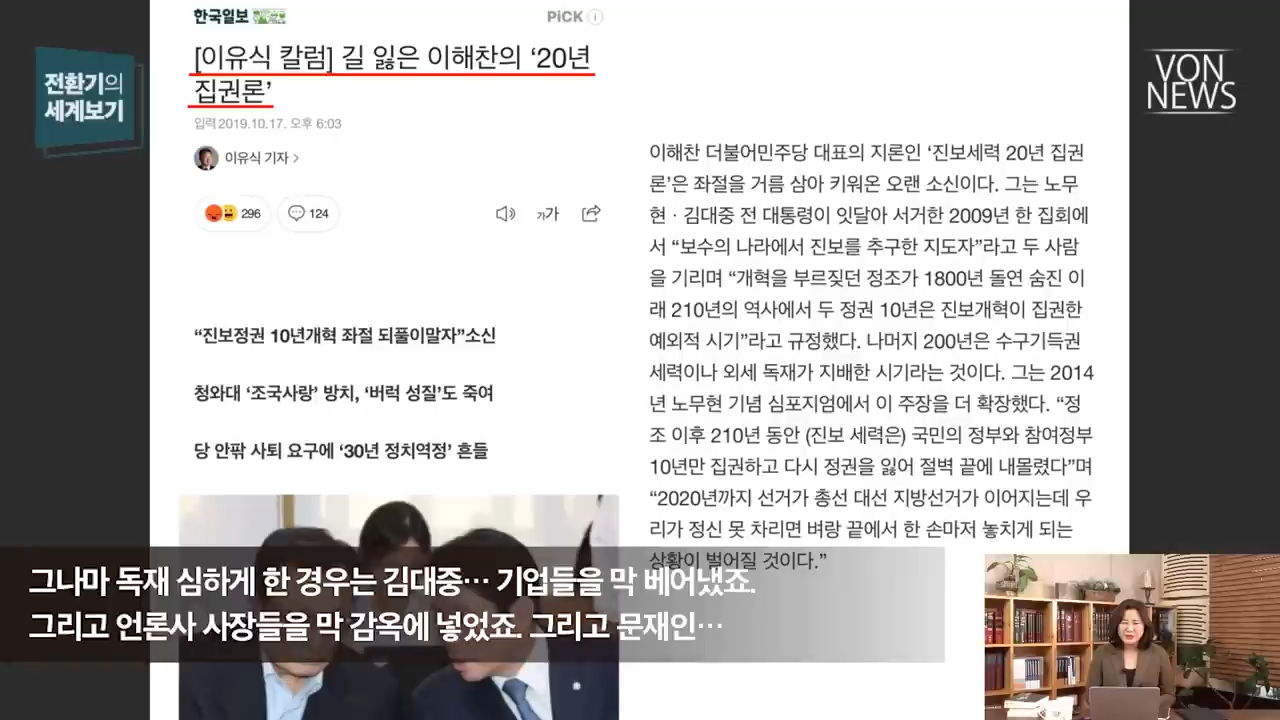 한국일보
PiCK
[이유식 칼럼] 길 잃은 이해찬의 ‘20년
집권론’
입력 2019.10.17. 오후 6:03
이유식 기자
296
124
가가
“진보정권 10년개혁 좌절 되풀이말자”소신
청와대 ‘조국사랑’ 방치, ‘버럭 성질’도 죽여
당 안팎 사퇴 요구에 ‘30년 정치역정’ 흔들
전환기의
세계보기
VON
NEWS
이해찬 더불어민주당 대표의 지론인 ‘진보세력 20년 집권
론’은 좌절을 거름 삼아 키워온 오랜 소신이다. 그는 노무
현·김대중 전 대통령이 잇달아 서거한 2009년 한 집회에
서 “보수의 나라에서 진보를 추구한 지도자”라고 두 사람
을 기리며 “개혁을 부르짖던 정조가 1800년 돌연 숨진 이
래 210년의 역사에서 두 정권 10년은 진보개혁이 집권한
예외적 시기”라고 규정했다. 나머지 200년은 수구기득권
세력이나 외세 독재가 지배한 시기라는 것이다. 그는 2014
년 노무현 기념 심포지엄에서 이 주장을 더 확장했다. “정
조 이후 210년 동안 (진보 세력은) 국민의 정부와 참여정부
10년만 집권하고 다시 정권을 잃어 절벽 끝에 내몰렸다”며
“2020년까지 선거가 총선 대선 지방선거가 이어지는데 우
리가 정신 못 차리면 벼랑 끝에서 한 손마저 놓치게 되는
상황이 벌어질 것이다.”
그나마 독재 심하게 한 경우는 김대중… 기업들을 막 베어냈죠.
그리고 언론사 사장들을 막 감옥에 넣었죠. 그리고 문재인…